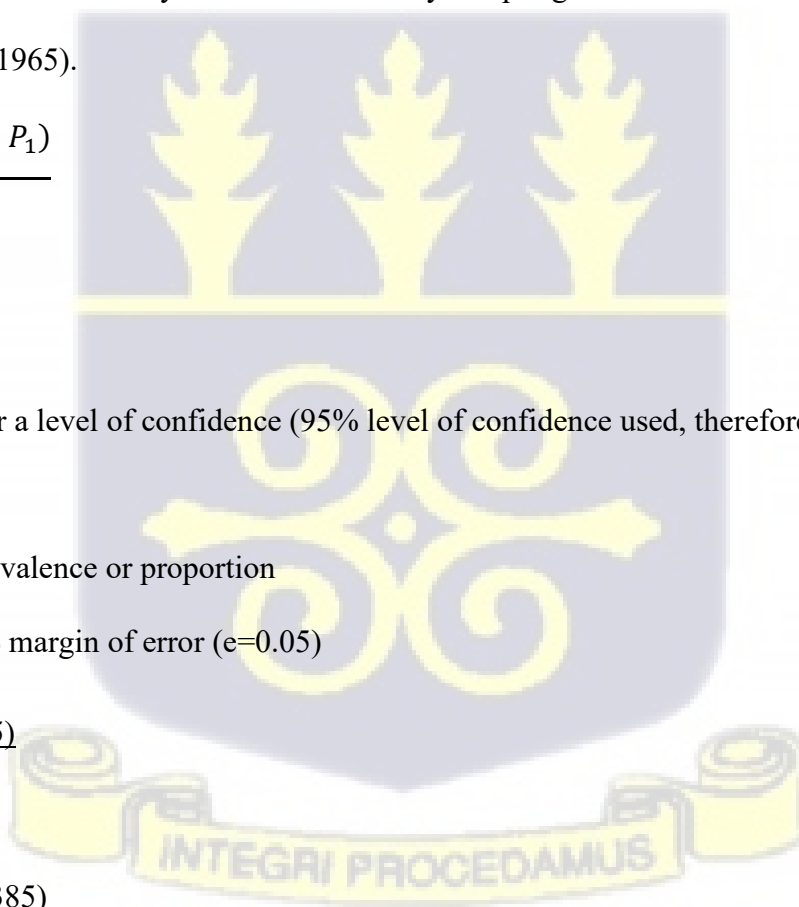 1965).
P₁)
r a level of confidence (95% level of confidence used, therefore
valence or proportion
margin of error (e=0.05)
)
INTEGRI PROCEDAMUS
385)